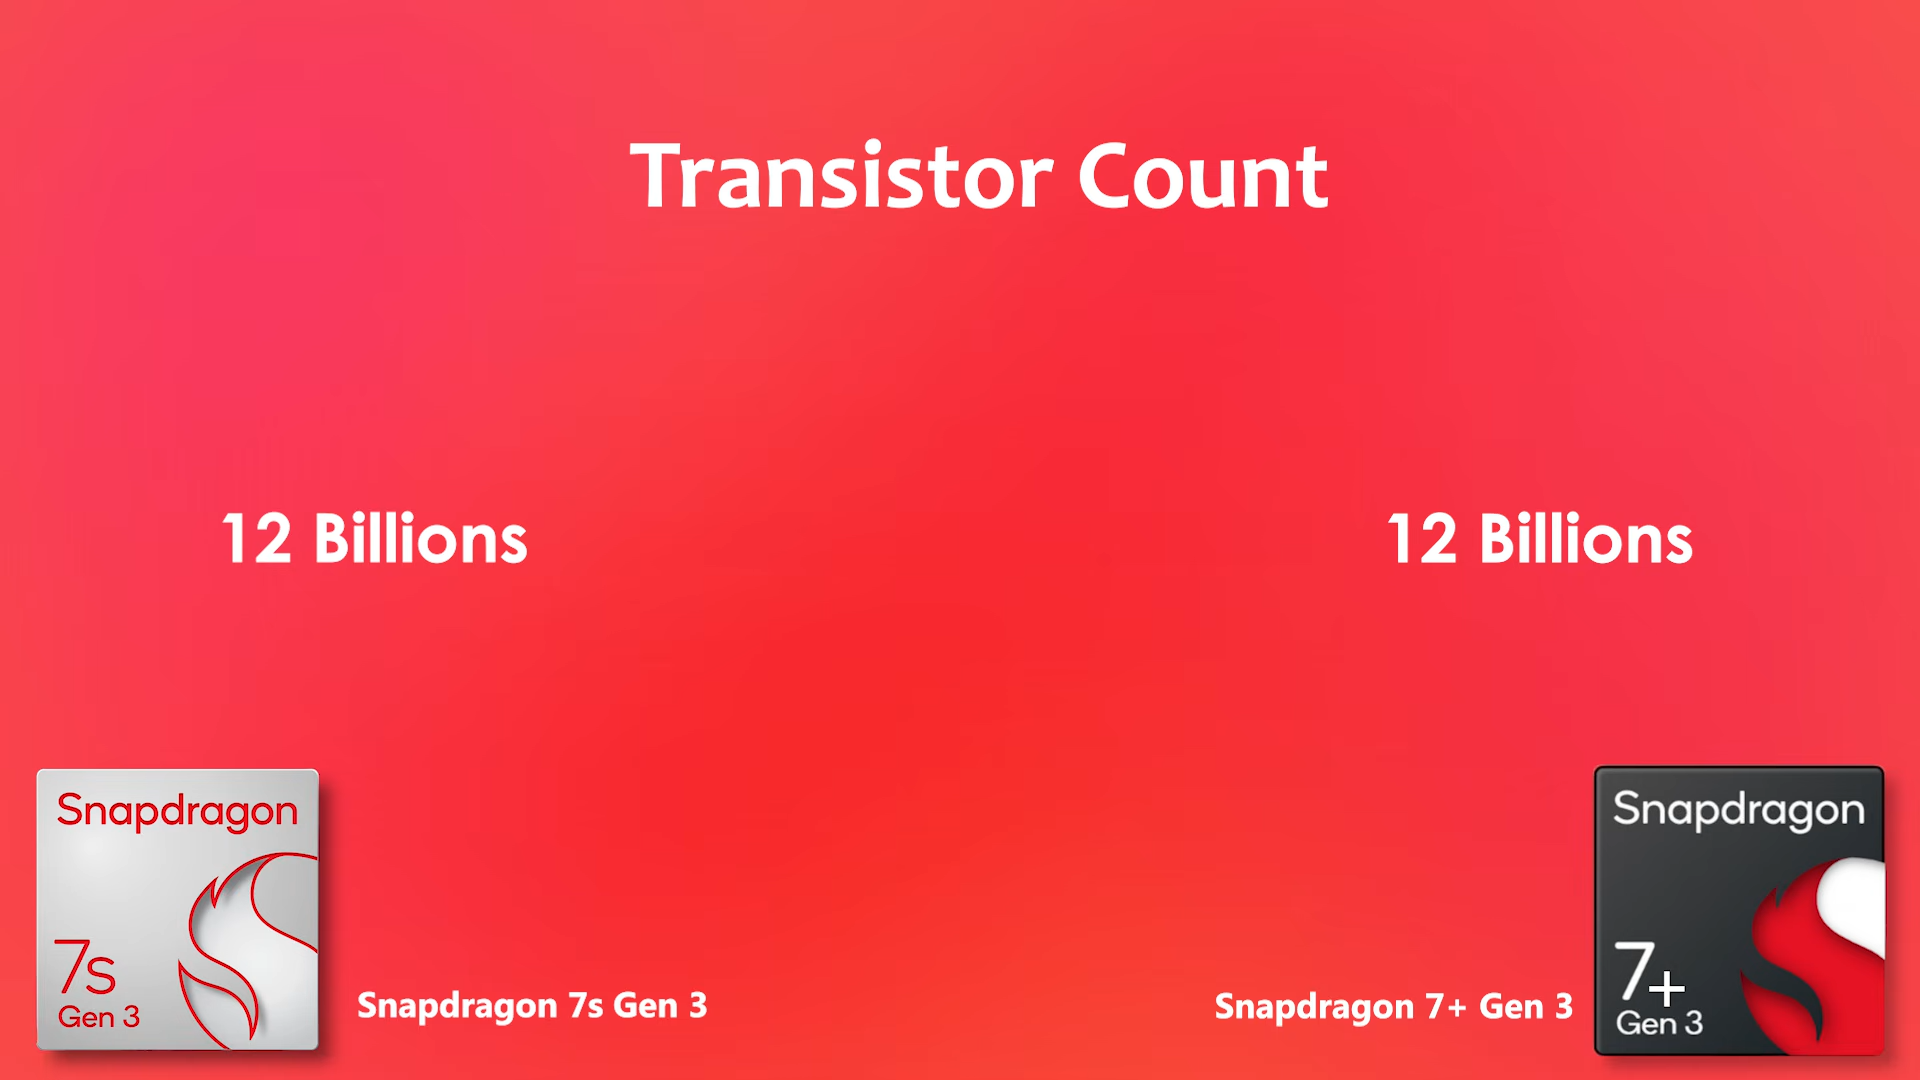 Transistor Count
12 Billions
12 Billions
Snapdragon
7s
Gen 3
Snapdragon 7s Gen 3
Snapdragon 7+ Gen 3
Snapdragon
7+
Gen 3